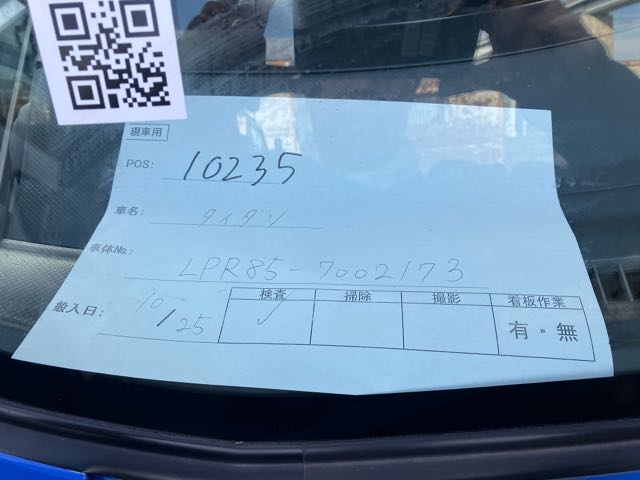 現車用
POS: 10235
車名: タイタン
車体No: LPR85-7002173
般入日: 10/25
検査 掃除 撮影 看板作業
✓ 有・無